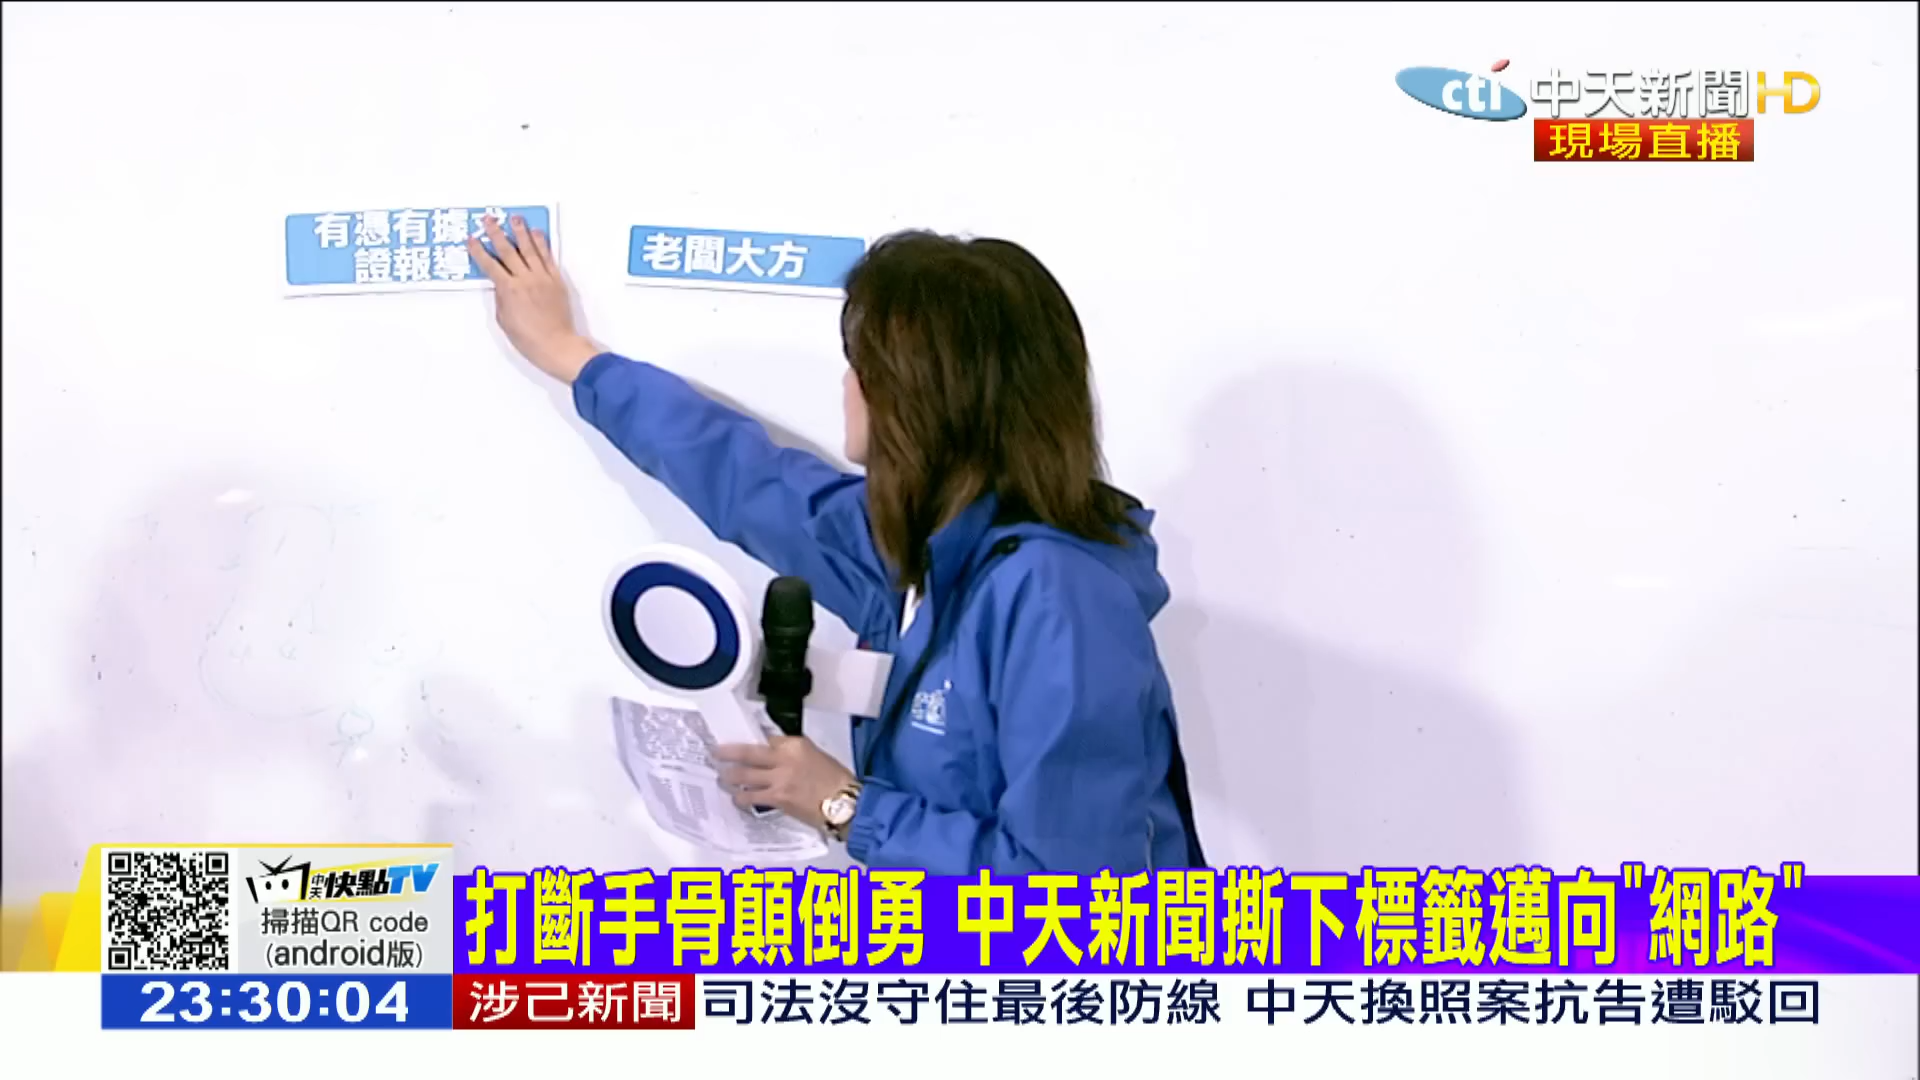 cti 中天新聞HD
現場直播
有憑有據求
證報導
老闆大方
中天快點TV
掃描QR code
(android版)
打斷手骨顛倒勇 中天新聞撕下標籤邁向"網路"
23:30:04
涉己新聞 司法沒守住最後防線 中天換照案抗告遭駁回